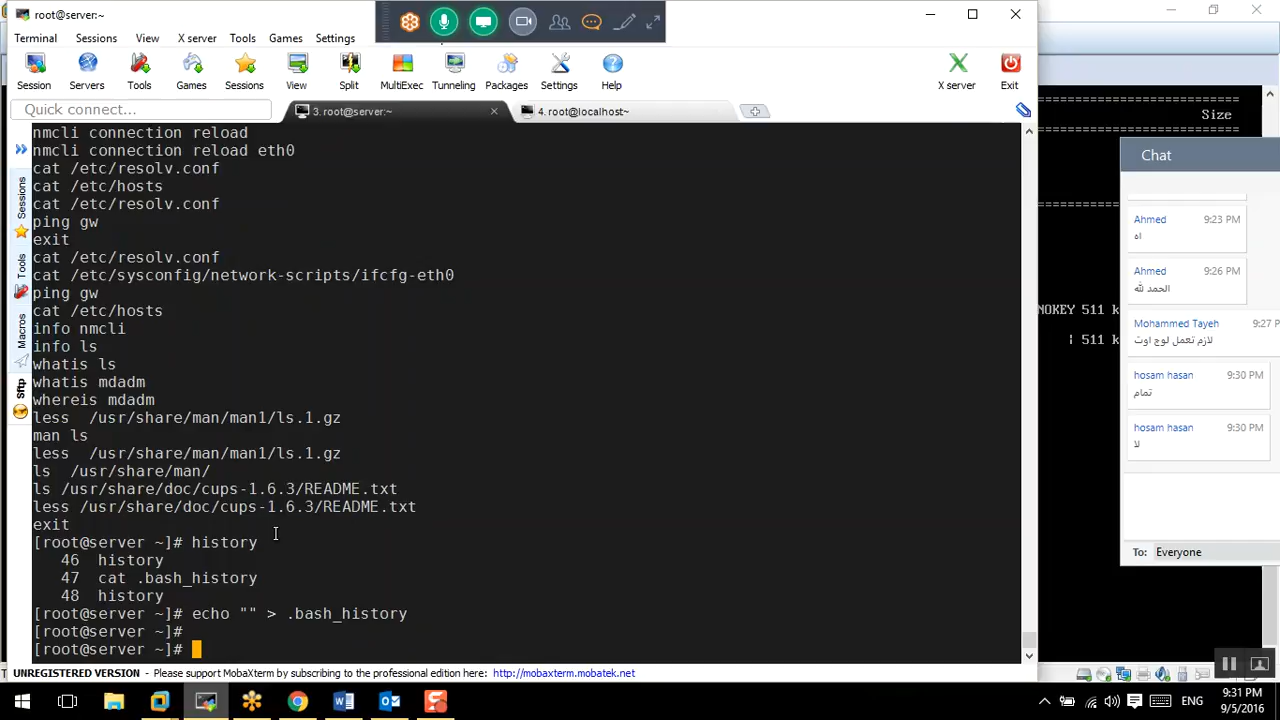 root@server:~
Terminal Sessions View X server Tools Games Settings
Session Servers Tools Games Sessions View Split MultiExec Tunneling Packages Settings Help X server Exit
Quick connect...
3. root@server:~
4. root@localhost~
Sessions
Tools
Macros
Sftp
nmcli connection reload
nmcli connection reload eth0
cat /etc/resolv.conf
cat /etc/hosts
cat /etc/resolv.conf
ping gw
exit
cat /etc/resolv.conf
cat /etc/sysconfig/network-scripts/ifcfg-eth0
ping gw
cat /etc/hosts
info nmcli
info ls
whatis ls
whatis mdadm
whereis mdadm
less  /usr/share/man/man1/ls.1.gz
man ls
less  /usr/share/man/man1/ls.1.gz
ls  /usr/share/man/
ls /usr/share/doc/cups-1.6.3/README.txt
less /usr/share/doc/cups-1.6.3/README.txt
exit
[root@server ~]# history
46  history
47  cat .bash_history
48  history
[root@server ~]# echo "" > .bash_history
[root@server ~]#
[root@server ~]#
UNREGISTERED VERSION - Please support MobaXterm by subscribing to the professional edition here: http://mobaxterm.mobatek.net
Size
NOKEY 511 k
| 511 k
Chat
Ahmed 9:23 PM
اه
Ahmed 9:26 PM
الحمد لله
Mohammed Tayeh 9:27 P
لازم تعمل لوج اوت
hosam hasan 9:30 PM
تمام
hosam hasan 9:30 PM
لا
To: Everyone
ENG
9:31 PM
9/5/2016